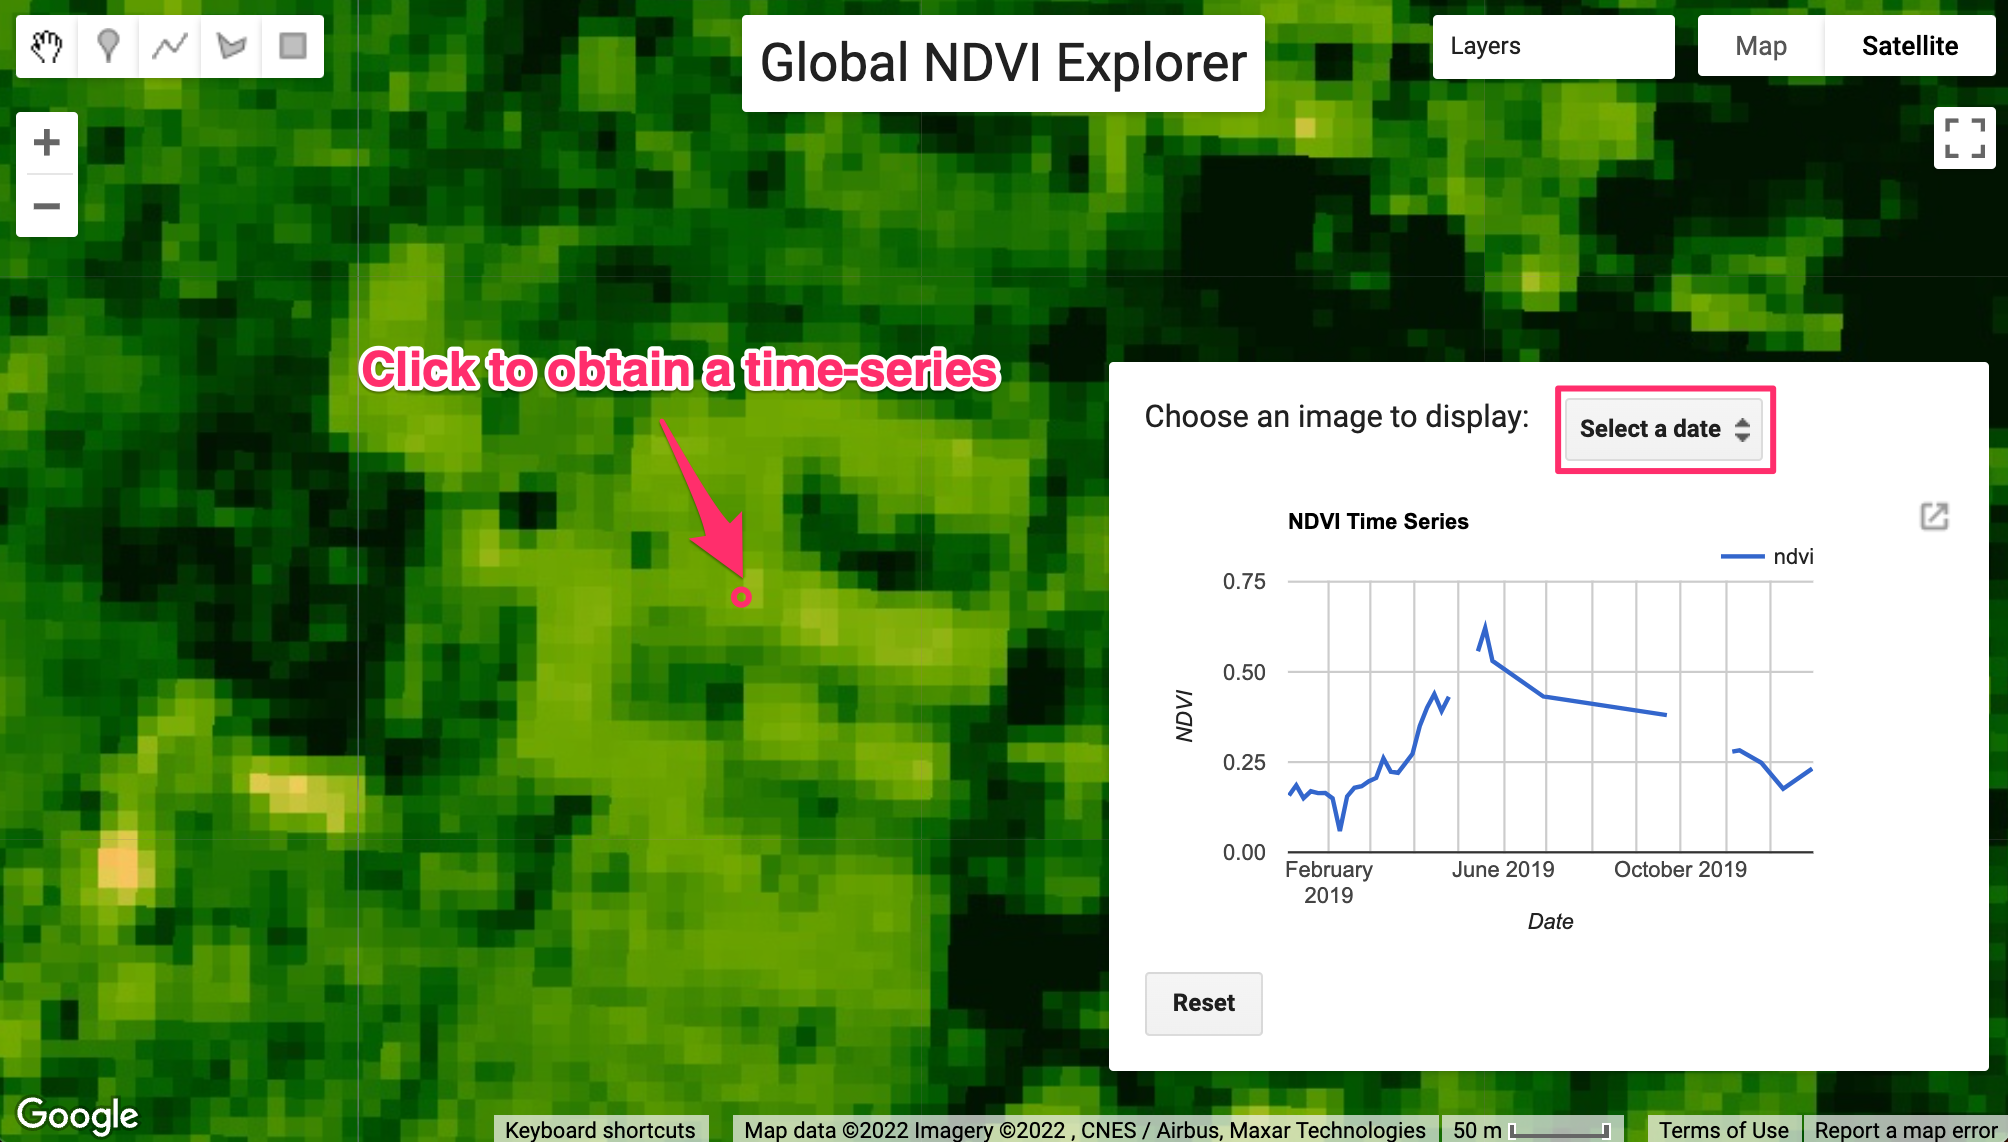 Global NDVI Explorer
Layers
Map
Satellite
Click to obtain a time-series
Choose an image to display:
Select a date
NDVI Time Series
ndvi
0.75
0.50
0.25
0.00
NDVI
February
2019
June 2019
October 2019
Date
Reset
Google
Keyboard shortcuts
Map data ©2022 Imagery ©2022 , CNES / Airbus, Maxar Technologies
50 m
Terms of Use
Report a map error